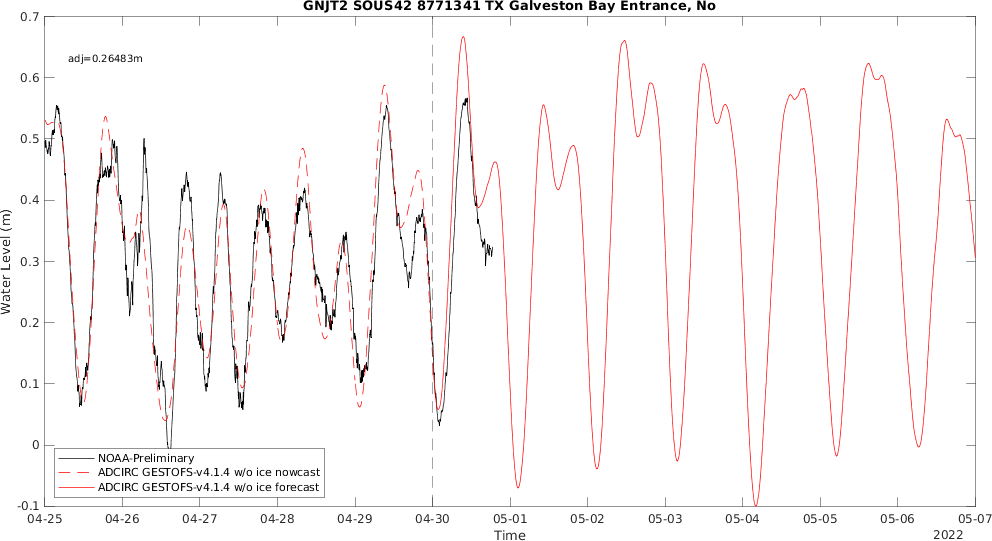 GNJT2 SOUS42 8771341 TX Galveston Bay Entrance, No
adj=0.26483m
Water Level (m)
0.7
0.6
0.5
0.4
0.3
0.2
0.1
0
-0.1
NOAA-Preliminary
ADCIRC GESTOFS-v4.1.4 w/o ice nowcast
ADCIRC GESTOFS-v4.1.4 w/o ice forecast
04-25 04-26 04-27 04-28 04-29 04-30 05-01 05-02 05-03 05-04 05-05 05-06 05-07
Time
2022